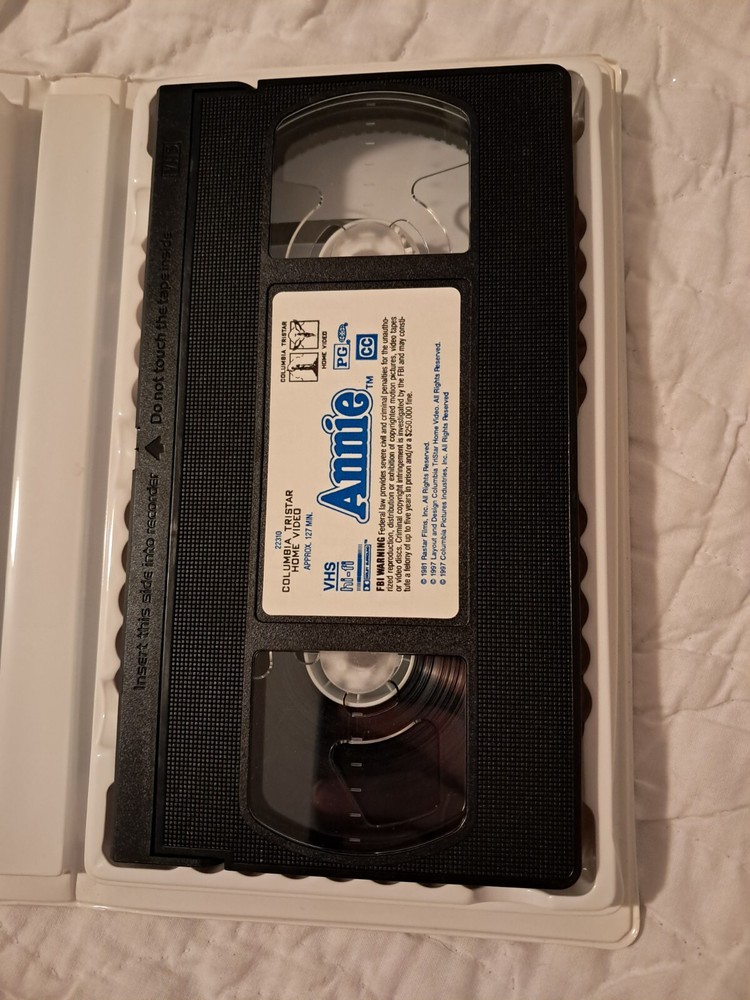 VHS
Insert this side into recorder ▲ Do not touch the tape inside
22310
COLUMBIA TRISTAR
HOME VIDEO
APPROX. 127 MIN.
COLUMBIA TRISTAR
HOME VIDEO
VHS
hi-fi
Annie™
PG
CC
FBI WARNING Federal law provides severe civil and criminal penalties for the unautho-
rized reproduction, distribution or exhibition of copyrighted motion pictures, video tapes
or video discs. Criminal copyright infringement is investigated by the FBI and may consti-
tute a felony of up to five years in prison and/or a $250,000 fine.
© 1981 Rastar Films, Inc. All Rights Reserved.
© 1997 Layout and Design Columbia TriStar Home Video. All Rights Reserved.
© 1997 Columbia Pictures Industries, Inc. All Rights Reserved